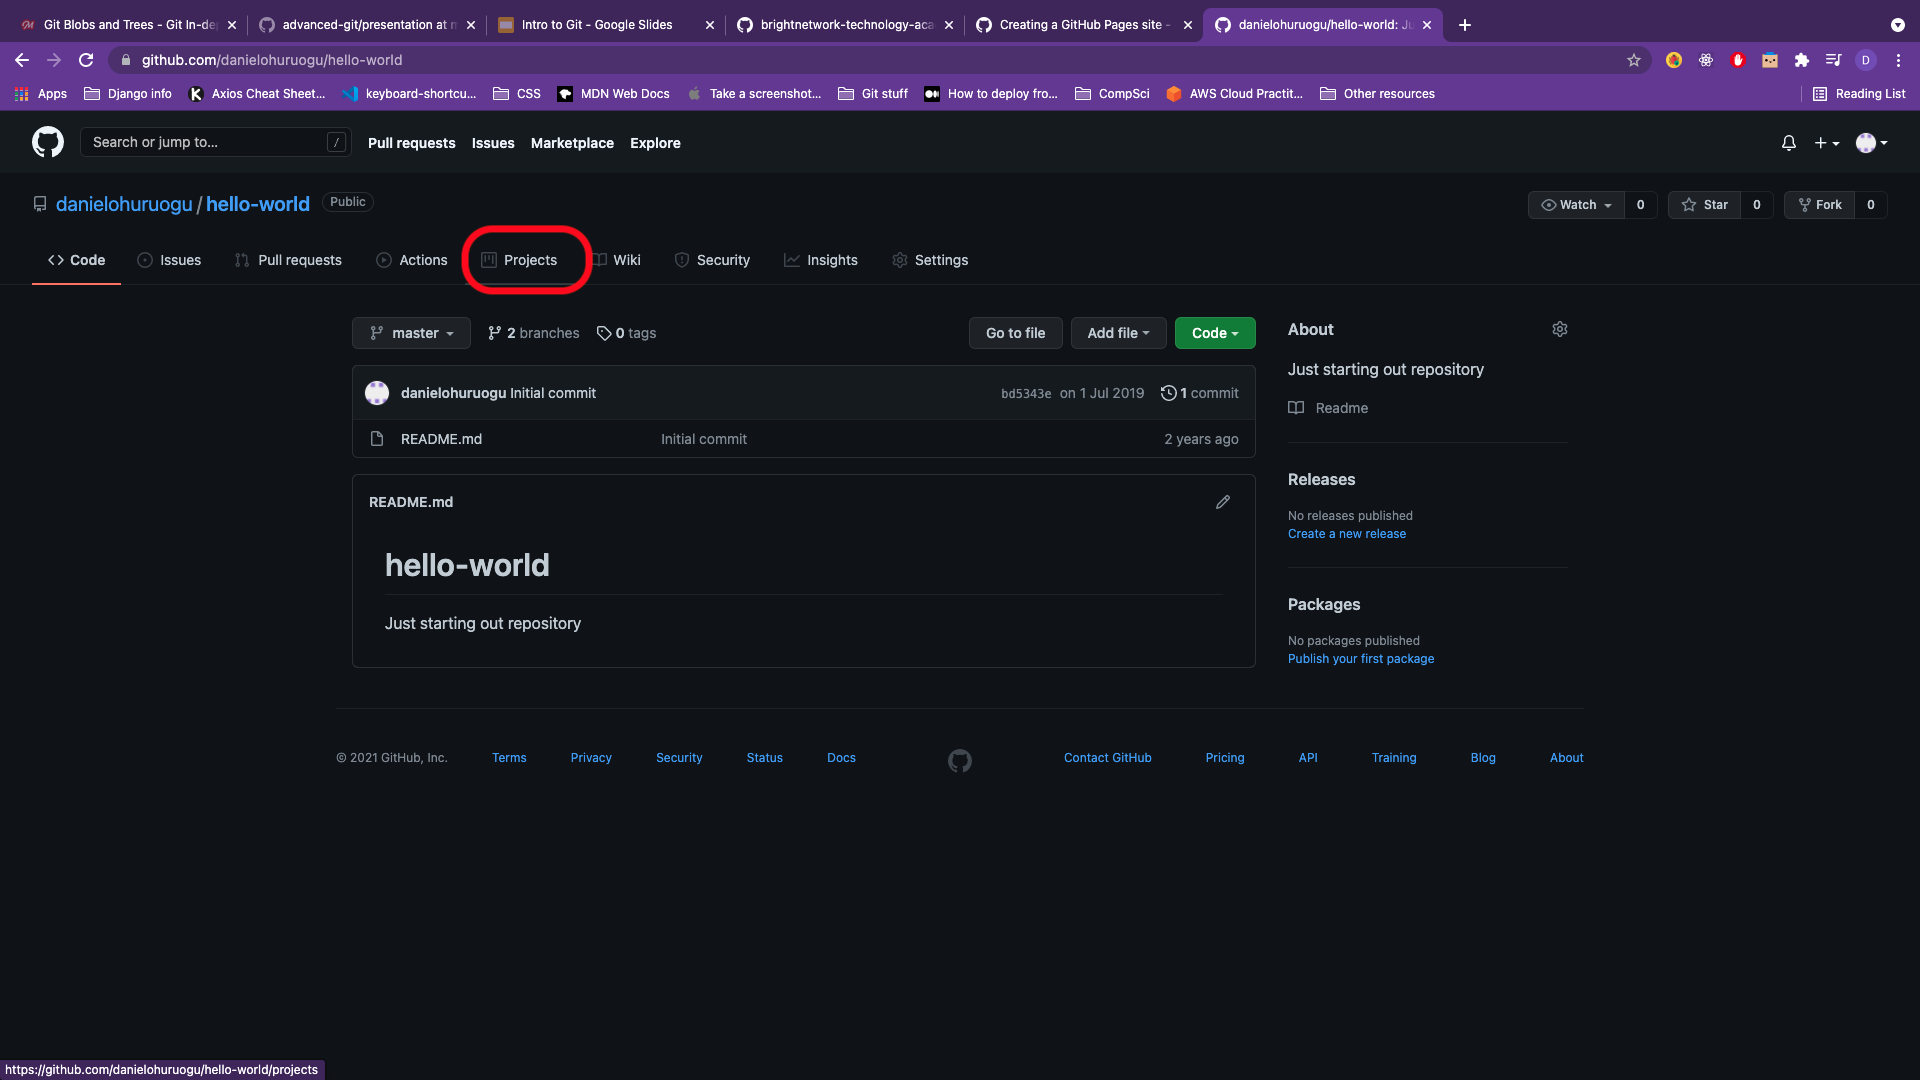 Git Blobs and Trees - Git In-de
advanced-git/presentation at m
Intro to Git - Google Slides
brightnetwork-technology-aca
Creating a GitHub Pages site -
danielohuruogu/hello-world: Ju
github.com/danielohuruogu/hello-world
D
Apps
Django info
K
Axios Cheat Sheet...
keyboard-shortcu...
CSS
MDN Web Docs
Take a screenshot...
Git stuff
How to deploy fro...
CompSci
AWS Cloud Practit...
Other resources
Reading List
Search or jump to...
/
Pull requests
Issues
Marketplace
Explore
danielohuruogu / hello-world
Public
Watch
0
Star
0
Fork
0
Code
Issues
Pull requests
Actions
Projects
Wiki
Security
Insights
Settings
master
2 branches
0 tags
Go to file
Add file
Code
danielohuruogu Initial commit
bd5343e on 1 Jul 2019
1 commit
README.md
Initial commit
2 years ago
README.md
hello-world
Just starting out repository
About
Just starting out repository
Readme
Releases
No releases published
Create a new release
Packages
No packages published
Publish your first package
© 2021 GitHub, Inc.
Terms
Privacy
Security
Status
Docs
Contact GitHub
Pricing
API
Training
Blog
About
https://github.com/danielohuruogu/hello-world/projects